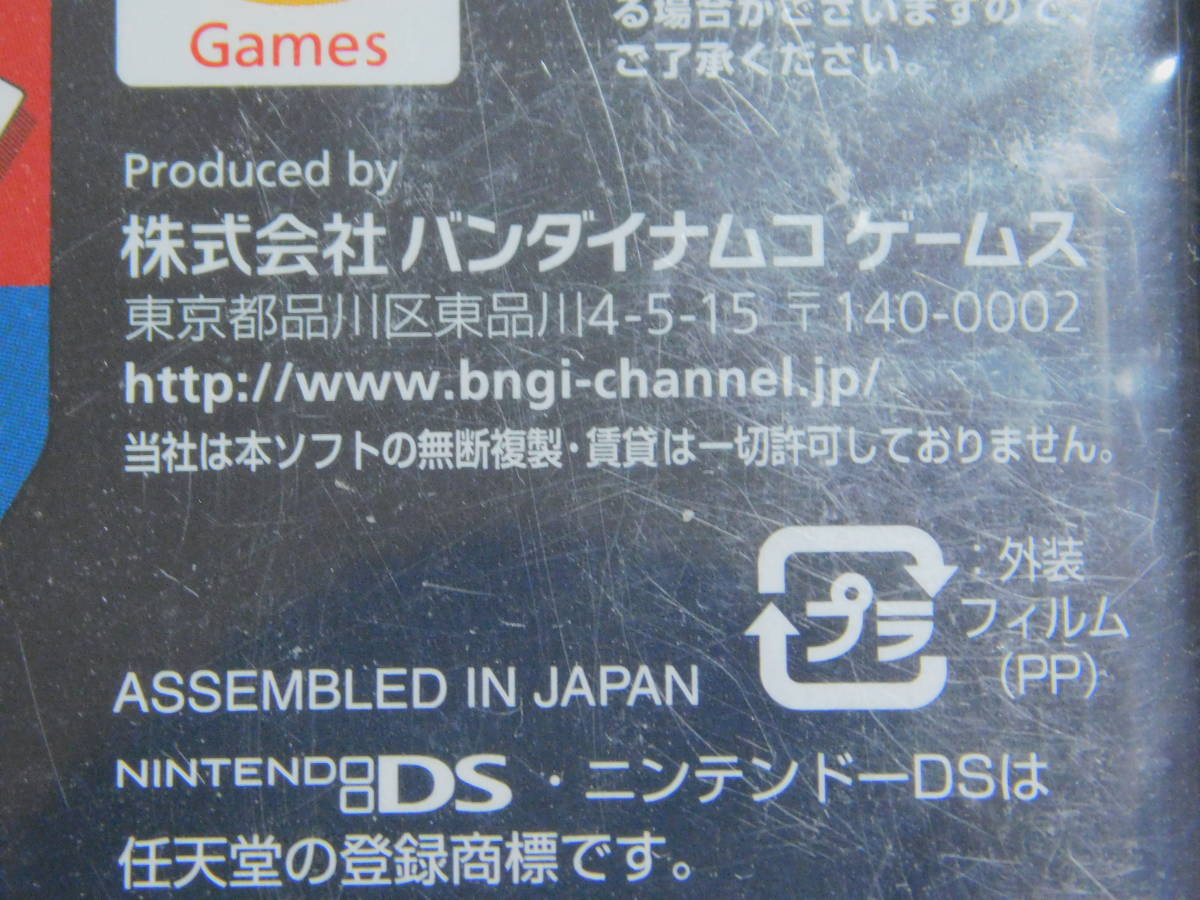 Games
る場合がございますので、
ご了承ください。
Produced by
株式会社 バンダイナムコ ゲームス
東京都品川区東品川4-5-15 〒140-0002
http://www.bngi-channel.jp/
当社は本ソフトの無断複製・賃貸は一切許可しておりません。
プラ
：外装
フィルム
(PP)
ASSEMBLED IN JAPAN
NINTENDO DS・ニンテンドーDSは
任天堂の登録商標です。